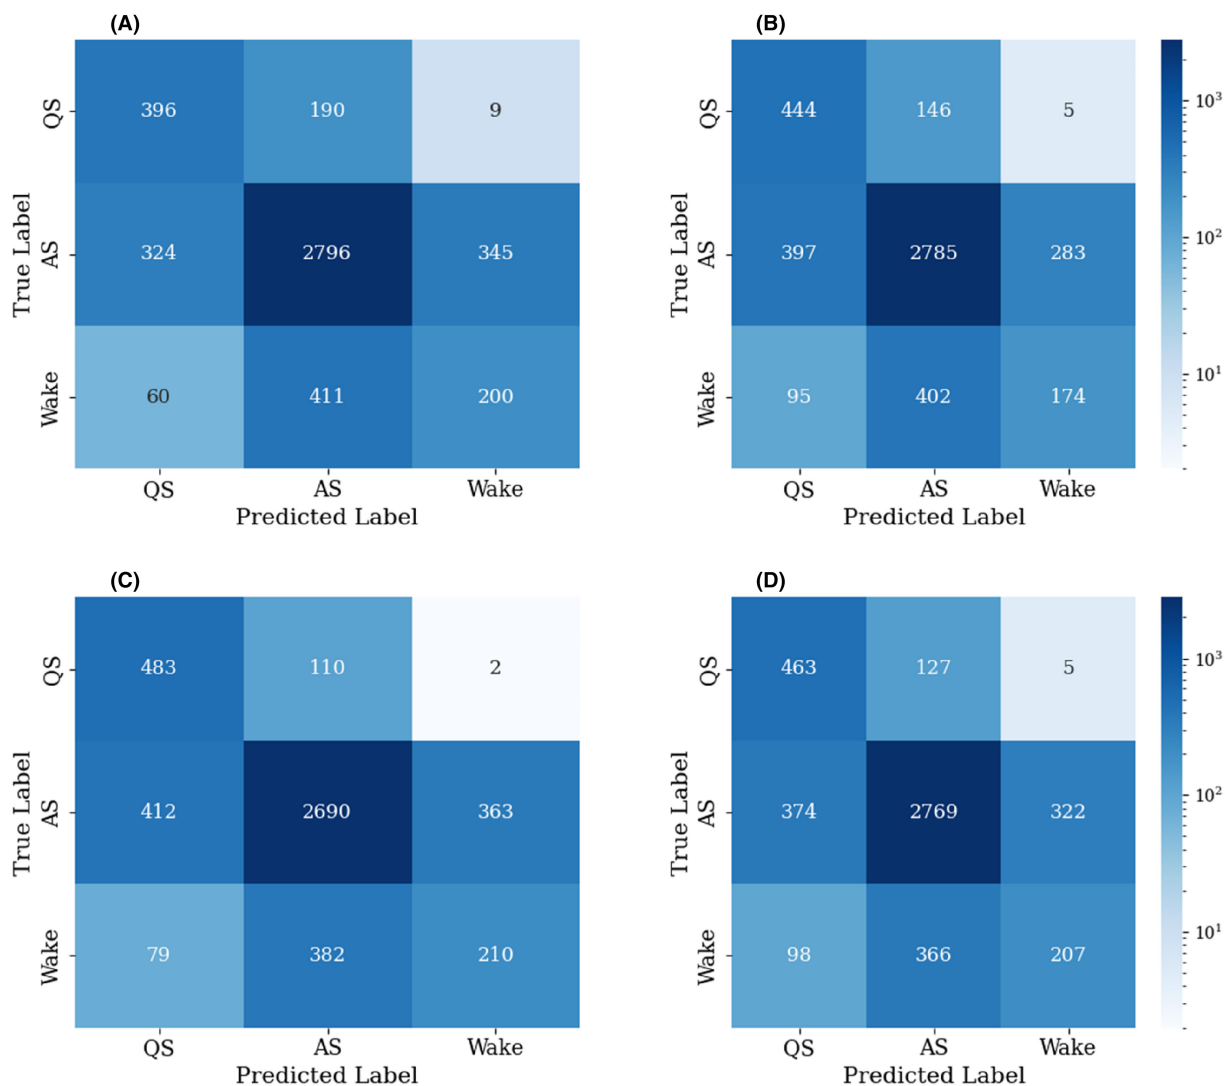 (A)
QS
396 190 9
True Label
AS
324 2796 345
Wake
60 411 200
QS AS Wake
Predicted Label
(B)
QS
444 146 5
True Label
AS
397 2785 283
Wake
95 402 174
QS AS Wake
Predicted Label
10³
10²
10¹
(C)
QS
483 110 2
True Label
AS
412 2690 363
Wake
79 382 210
QS AS Wake
Predicted Label
(D)
QS
463 127 5
True Label
AS
374 2769 322
Wake
98 366 207
QS AS Wake
Predicted Label
10³
10²
10¹